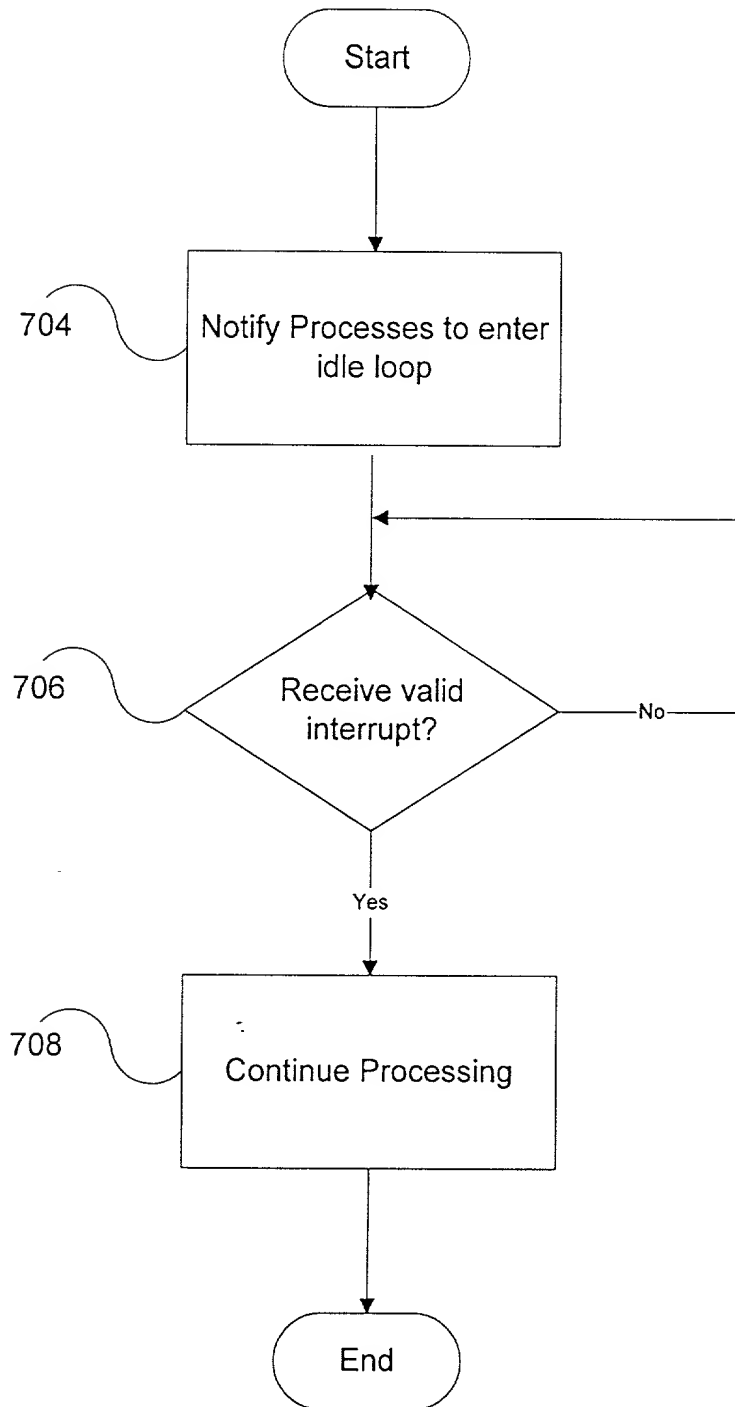 Start
704
Notify Processes to enter
idle loop
706
Receive valid
interrupt?
No
Yes
708
Continue Processing
End